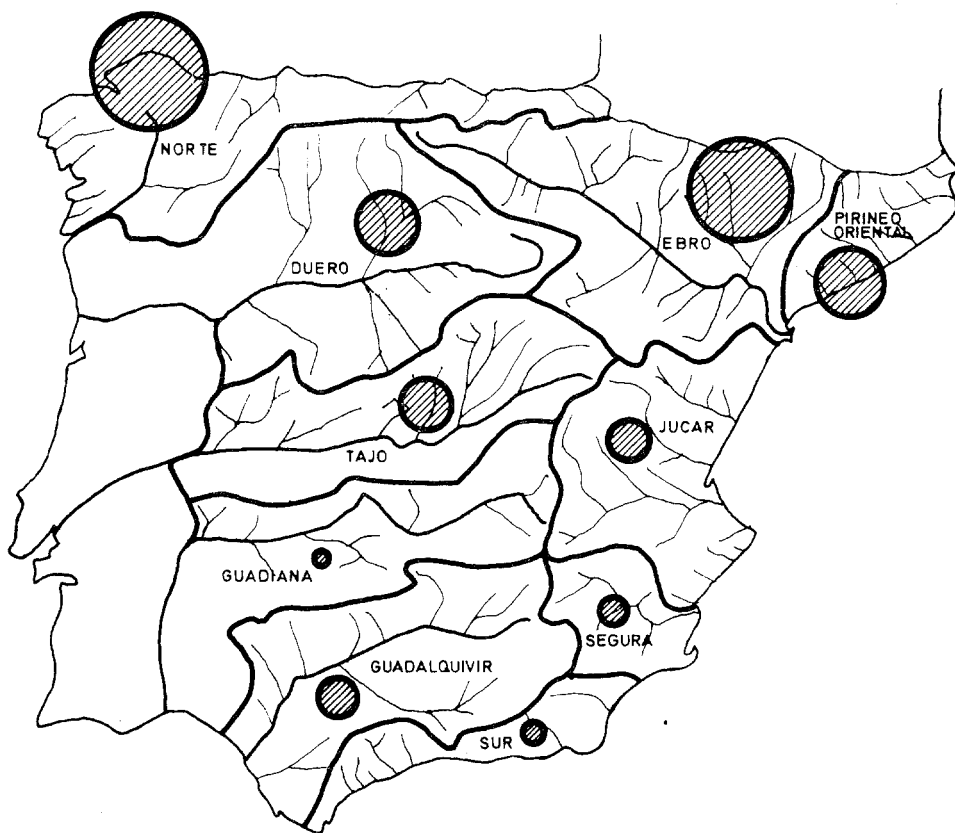 NORTE
PIRINEO
ORIENTAL
EBRO
DUERO
JUCAR
TAJO
GUADIANA
SEGURA
GUADALQUIVIR
SUR